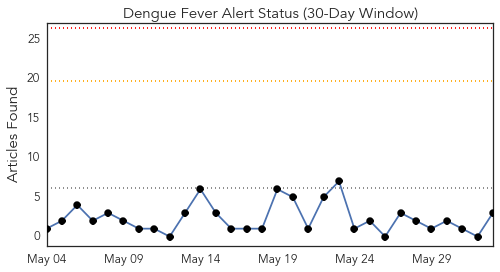 Dengue Fever Alert Status (30-Day Window)
Articles Found
25
20
15
10
5
0
May 04 May 09 May 14 May 19 May 24 May 29